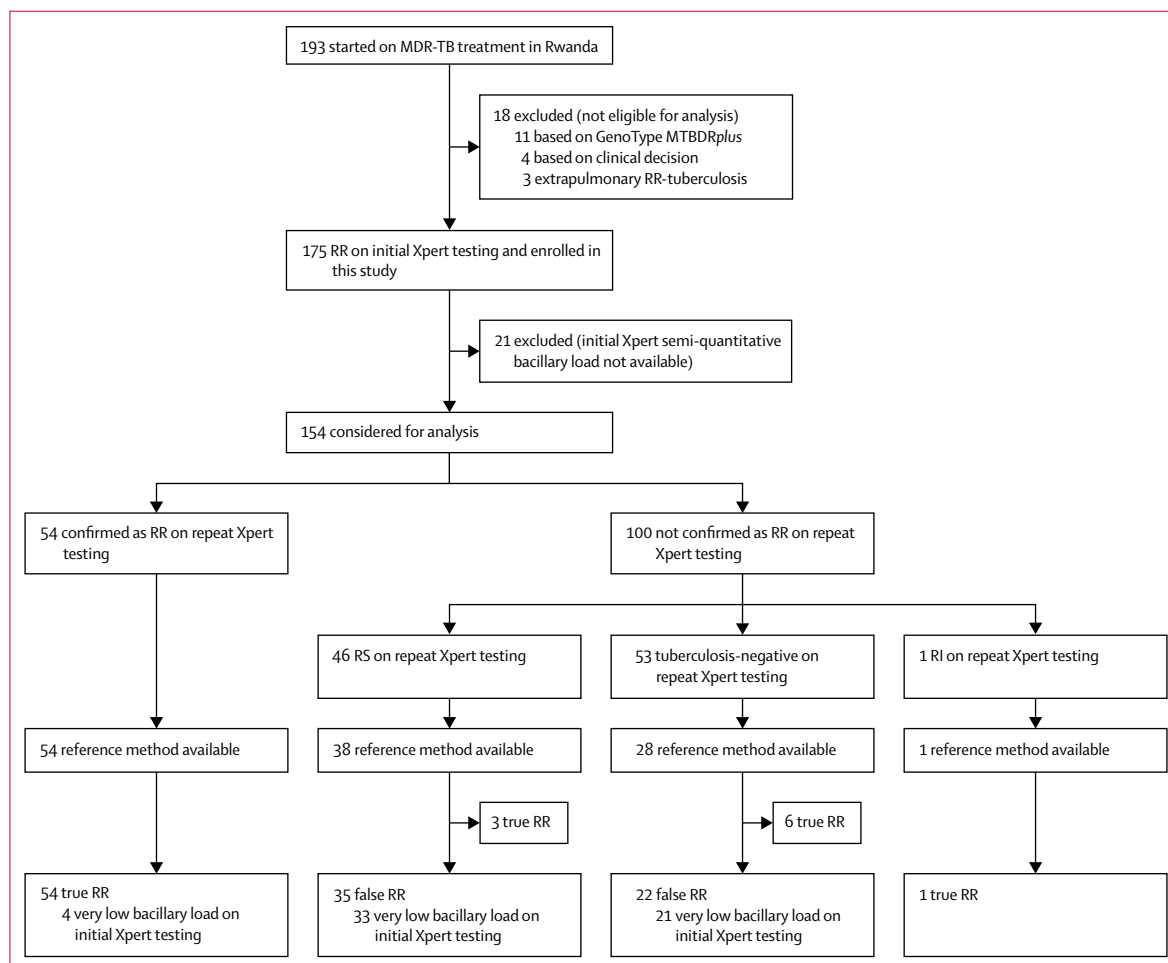 193 started on MDR-TB treatment in Rwanda
18 excluded (not eligible for analysis)
11 based on GenoType MTBDRplus
4 based on clinical decision
3 extrapulmonary RR-tuberculosis
175 RR on initial Xpert testing and enrolled in
this study
21 excluded (initial Xpert semi-quantitative
bacillary load not available)
154 considered for analysis
54 confirmed as RR on repeat Xpert
testing
100 not confirmed as RR on repeat
Xpert testing
46 RS on repeat Xpert testing
53 tuberculosis-negative on
repeat Xpert testing
1 RI on repeat Xpert testing
54 reference method available
38 reference method available
28 reference method available
1 reference method available
3 true RR
6 true RR
54 true RR
4 very low bacillary load on
initial Xpert testing
35 false RR
33 very low bacillary load on
initial Xpert testing
22 false RR
21 very low bacillary load on
initial Xpert testing
1 true RR